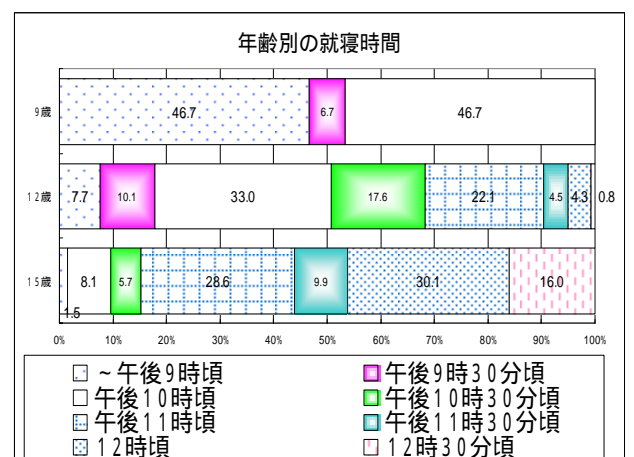 年齢別の就寝時間
9歳
46.7 6.7 46.7
12歳
7.7 10.1 33.0 17.6 22.1 4.5 4.3 0.8
15歳
1.5 8.1 5.7 28.6 9.9 30.1 16.0
0% 10% 20% 30% 40% 50% 60% 70% 80% 90% 100%
～午後9時頃 午後9時30分頃
午後10時頃 午後10時30分頃
午後11時頃 午後11時30分頃
12時頃 12時30分頃